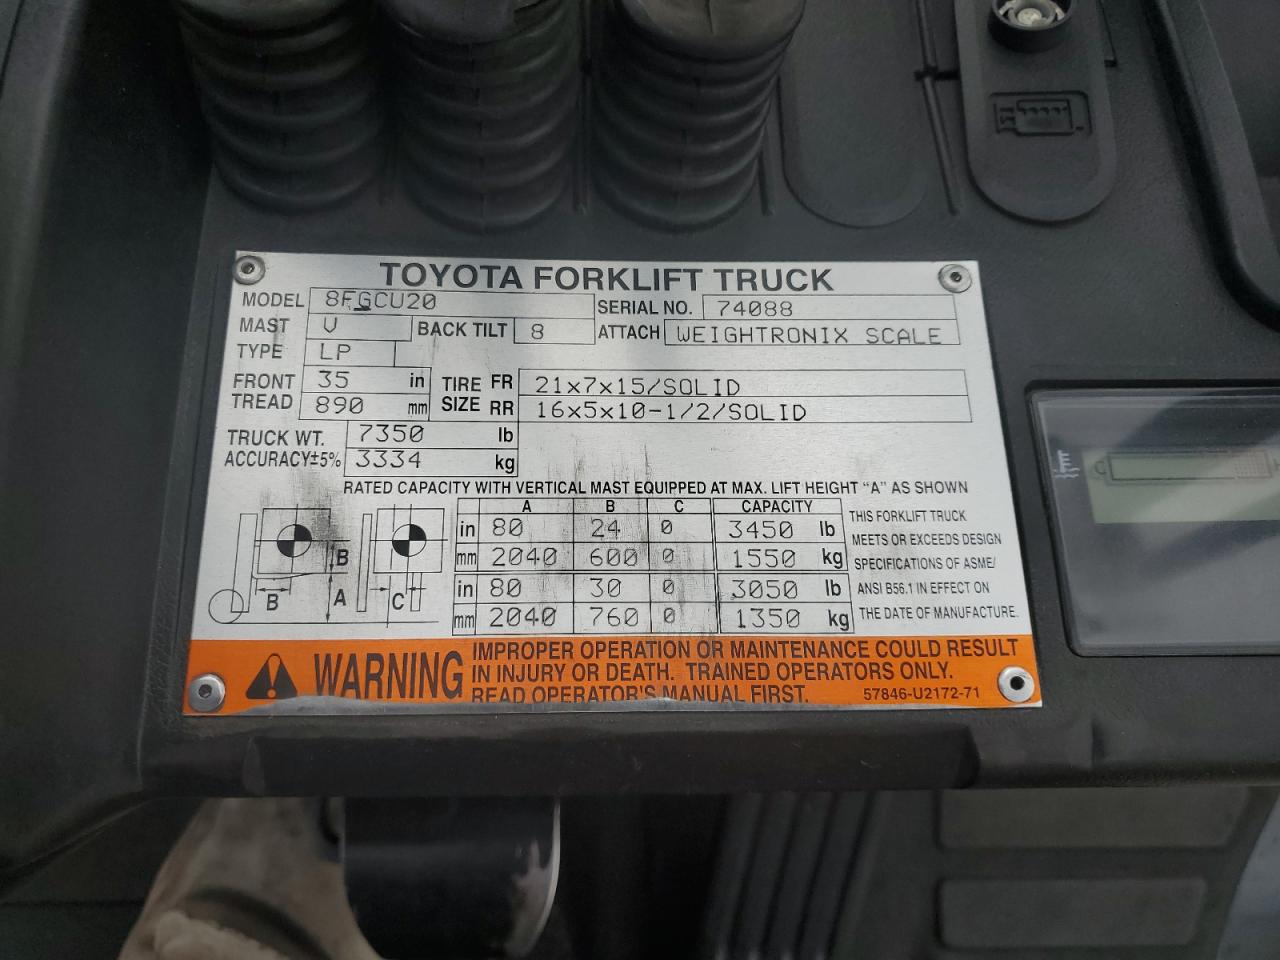 TOYOTA FORKLIFT TRUCK
MODEL 8FGCU20 SERIAL NO. 74088
MAST V BACK TILT 8 ATTACH WEIGHTRONIX SCALE
TYPE LP
FRONT TREAD 35 in TIRE SIZE FR 21x7x15/SOLID
890 mm RR 16x5x10-1/2/SOLID
TRUCK WT. 7350 lb
ACCURACY±5% 3334 kg
RATED CAPACITY WITH VERTICAL MAST EQUIPPED AT MAX. LIFT HEIGHT "A" AS SHOWN
A B C CAPACITY
in 80 24 0 3450 lb
mm 2040 600 0 1550 kg
in 80 30 0 3050 lb
mm 2040 760 0 1350 kg
B
B A C
THIS FORKLIFT TRUCK
MEETS OR EXCEEDS DESIGN
SPECIFICATIONS OF ASME/
ANSI B56.1 IN EFFECT ON
THE DATE OF MANUFACTURE.
WARNING
IMPROPER OPERATION OR MAINTENANCE COULD RESULT
IN INJURY OR DEATH. TRAINED OPERATORS ONLY.
READ OPERATOR'S MANUAL FIRST. 57846-U2172-71